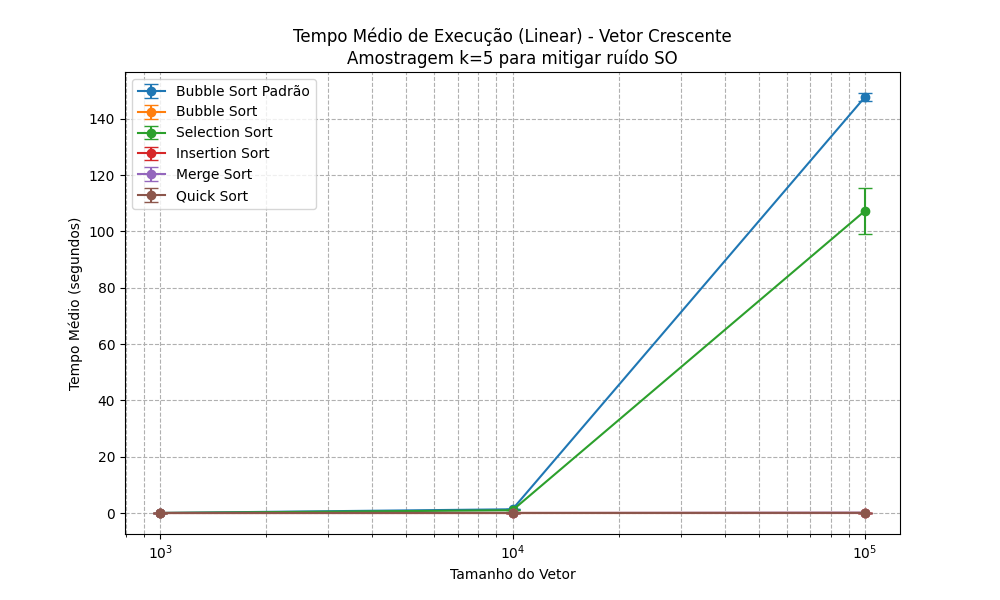 Tempo Médio de Execução (Linear) - Vetor Crescente
Amostragem k=5 para mitigar ruído SO
Bubble Sort Padrão
Bubble Sort
Selection Sort
Insertion Sort
Merge Sort
Quick Sort
Tempo Médio (segundos)
140
120
100
80
60
40
20
0
10³
10⁴
10⁵
Tamanho do Vetor